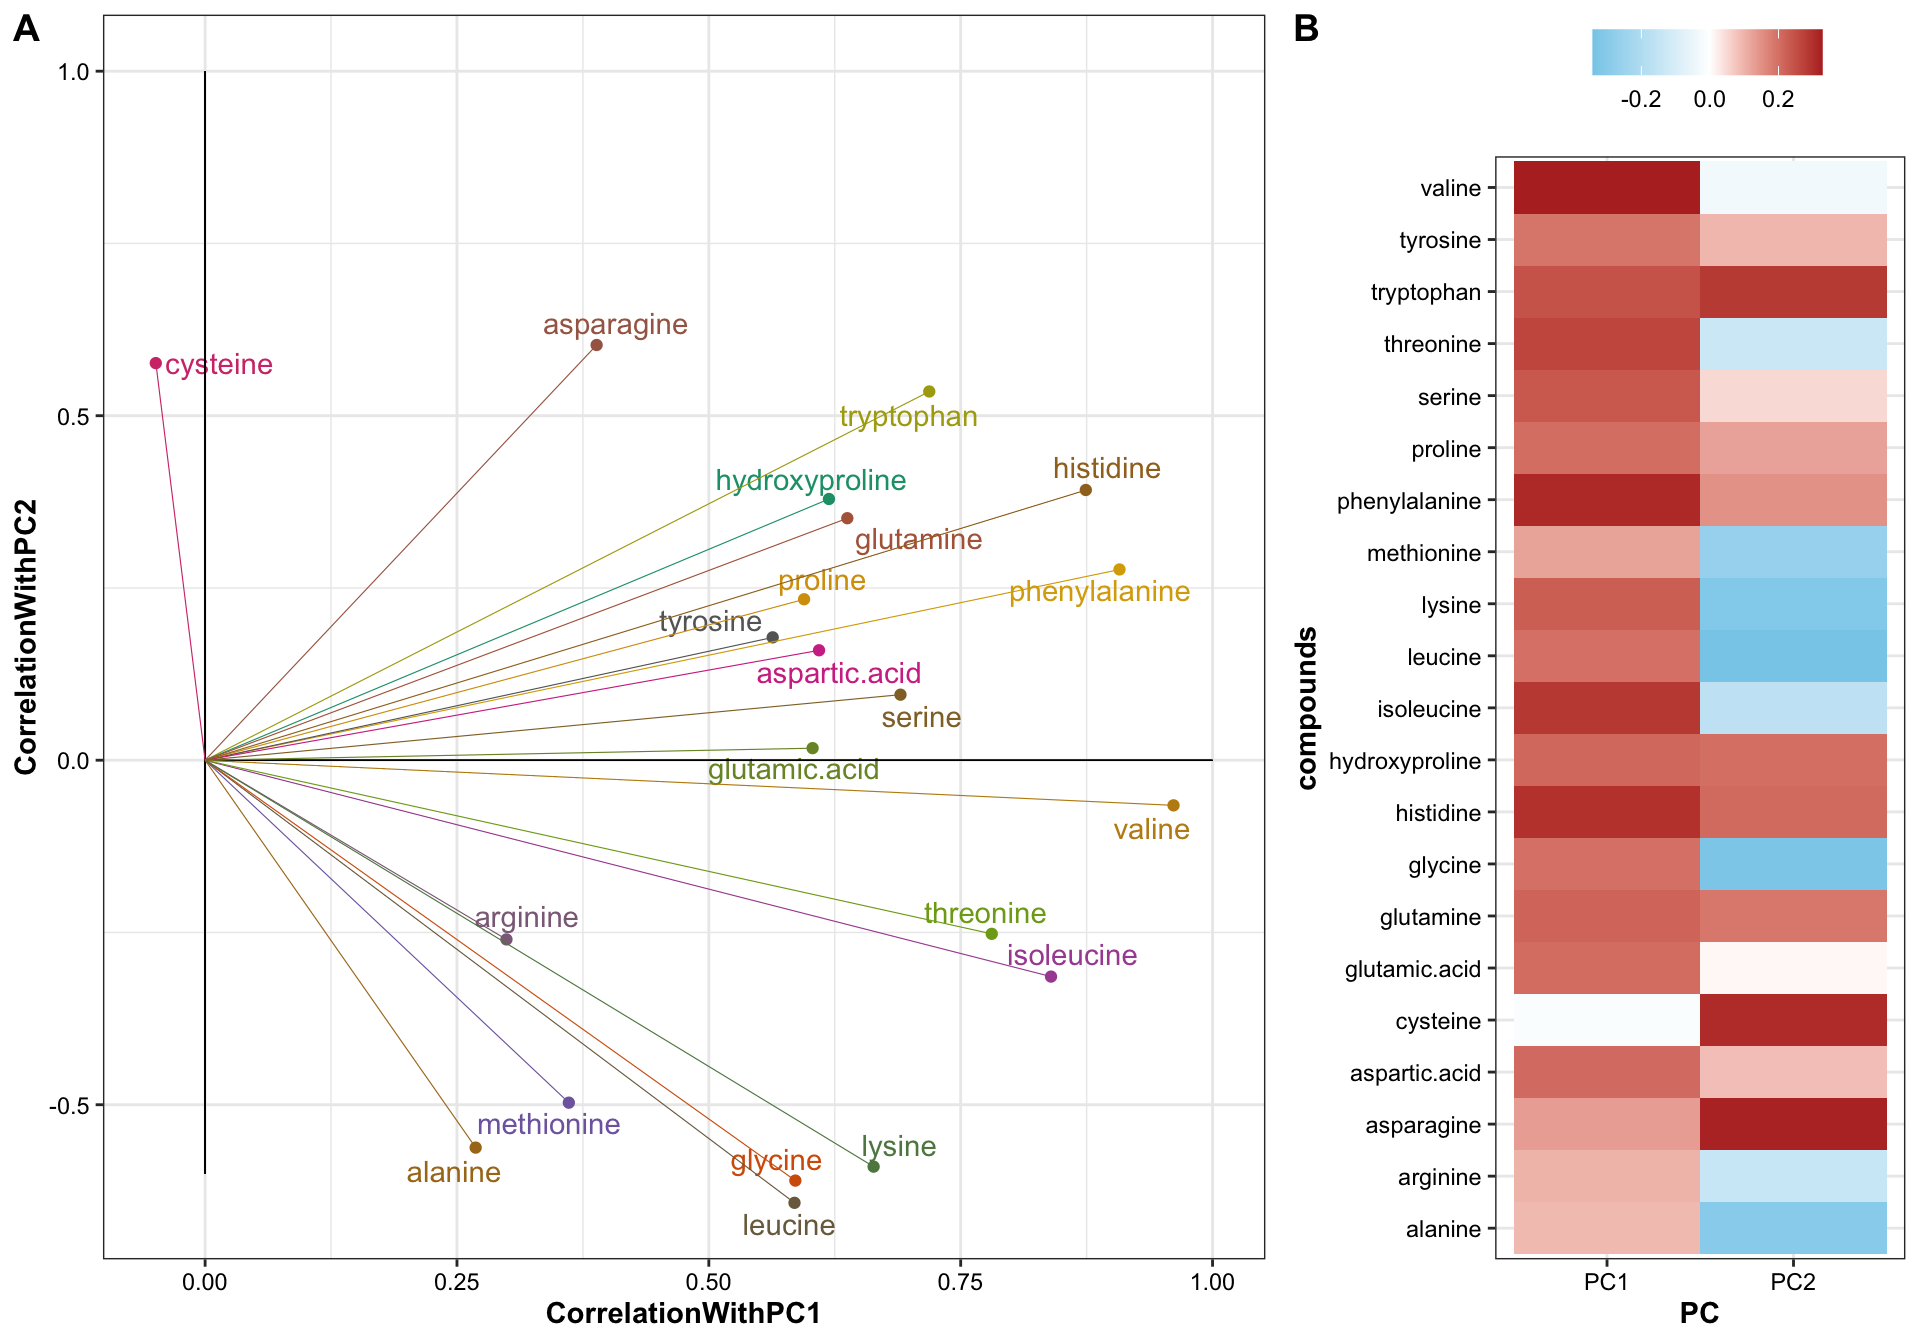 A
CorrelationWithPC2
1.0
0.5
0.0
-0.5
asparagine
cysteine
tryptophan
histidine
hydroxyproline
glutamine
proline
phenylalanine
tyrosine
aspartic.acid
serine
glutamic.acid
valine
arginine
threonine
isoleucine
methionine
lysine
glycine
alanine
leucine
0.00 0.25 0.50 0.75 1.00
CorrelationWithPC1
B
-0.2 0.0 0.2
compounds
valine
tyrosine
tryptophan
threonine
serine
proline
phenylalanine
methionine
lysine
leucine
isoleucine
hydroxyproline
histidine
glycine
glutamine
glutamic.acid
cysteine
aspartic.acid
asparagine
arginine
alanine
PC1 PC2
PC